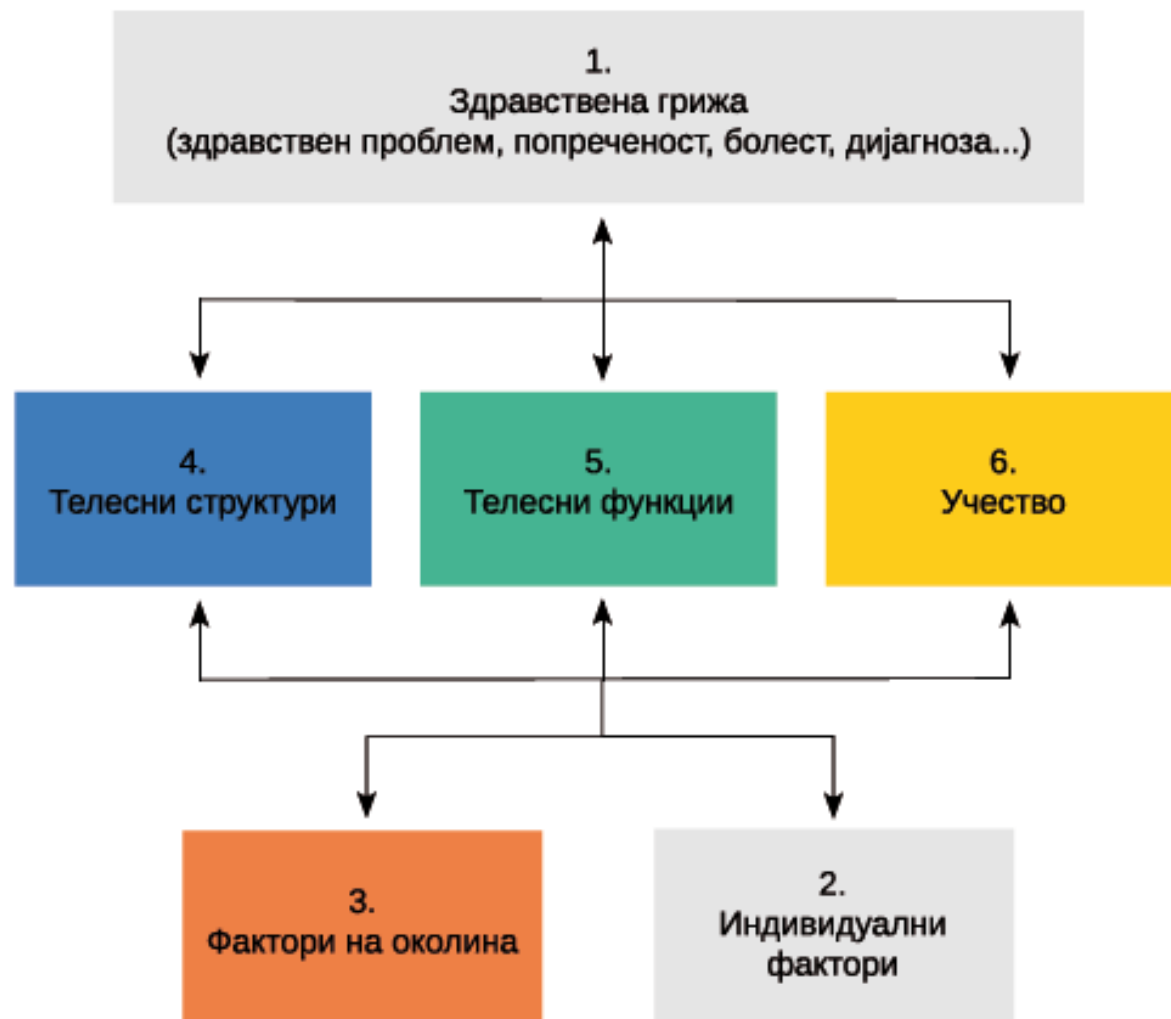 1.
Здравствена грижа
(здравствен проблем, попреченост, болест, дијагноза...)
4.
Телесни структури
5.
Телесни функции
6.
Учество
3.
Фактори на околина
2.
Индивидуални
фактори